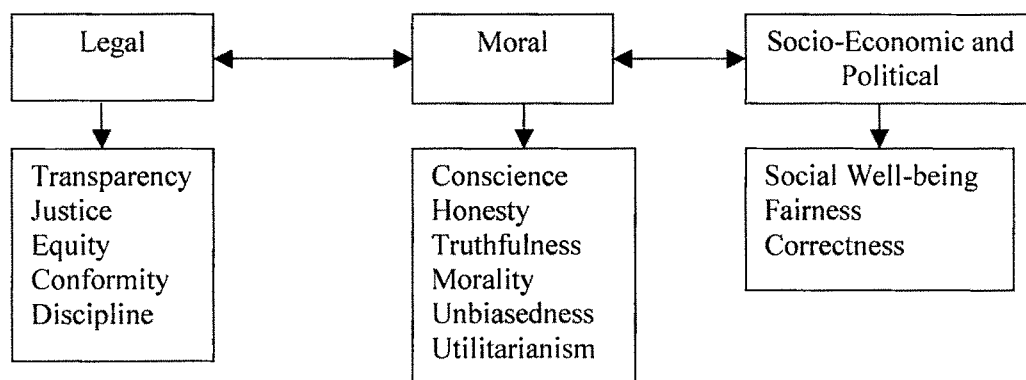 Legal
Moral
Socio-Economic and
Political
Transparency
Justice
Equity
Conformity
Discipline
Conscience
Honesty
Truthfulness
Morality
Unbiasedness
Utilitarianism
Social Well-being
Fairness
Correctness